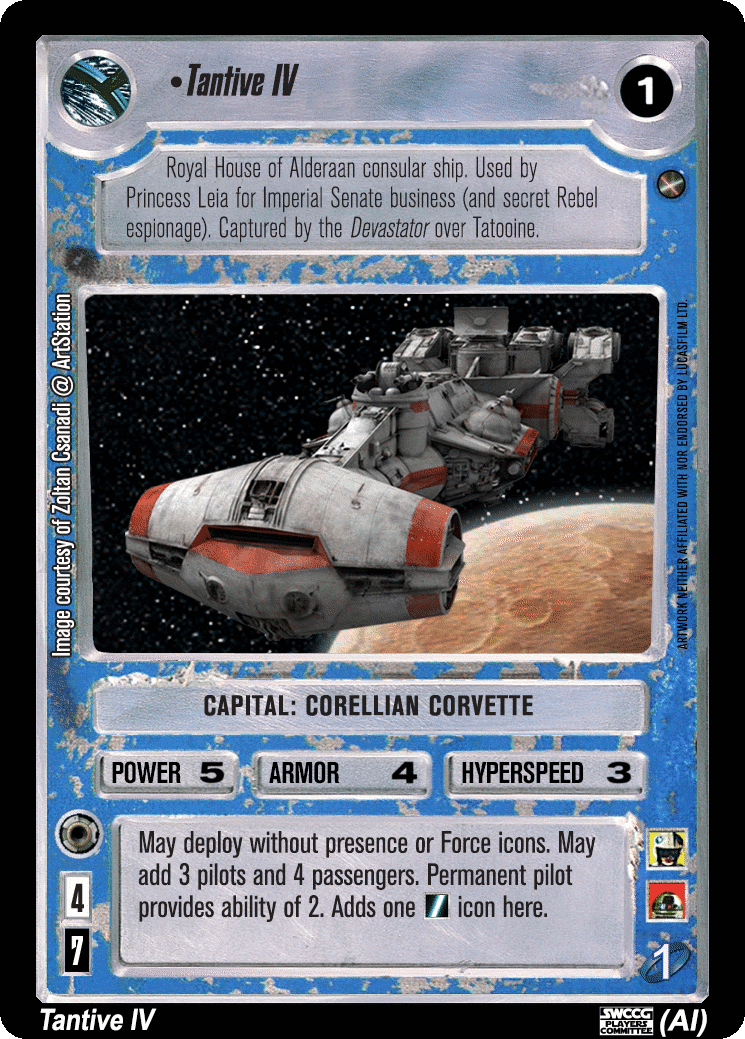 •Tantive IV
1
Royal House of Alderaan consular ship. Used by
Princess Leia for Imperial Senate business (and secret Rebel
espionage). Captured by the Devastator over Tatooine.
Image courtesy of Zoltan Csanadi @ ArtStation
ARTWORK NEITHER AFFILIATED WITH NOR ENDORSED BY LUCASFILM LTD.
CAPITAL: CORELLIAN CORVETTE
POWER 5 ARMOR 4 HYPERSPEED 3
May deploy without presence or Force icons. May
add 3 pilots and 4 passengers. Permanent pilot
provides ability of 2. Adds one icon here.
4
7
1
Tantive IV
SWCCG
PLAYERS
COMMITTEE
(AI)